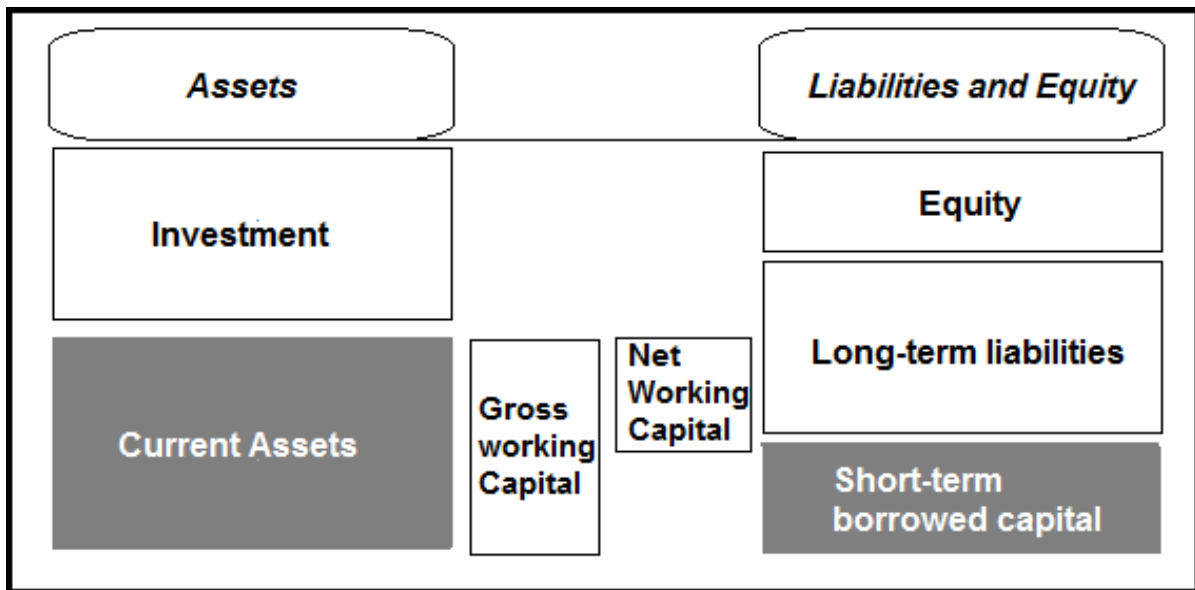 Assets
Liabilities and Equity
Investment
Equity
Long-term liabilities
Current Assets
Gross
working
Capital
Net
Working
Capital
Short-term
borrowed capital